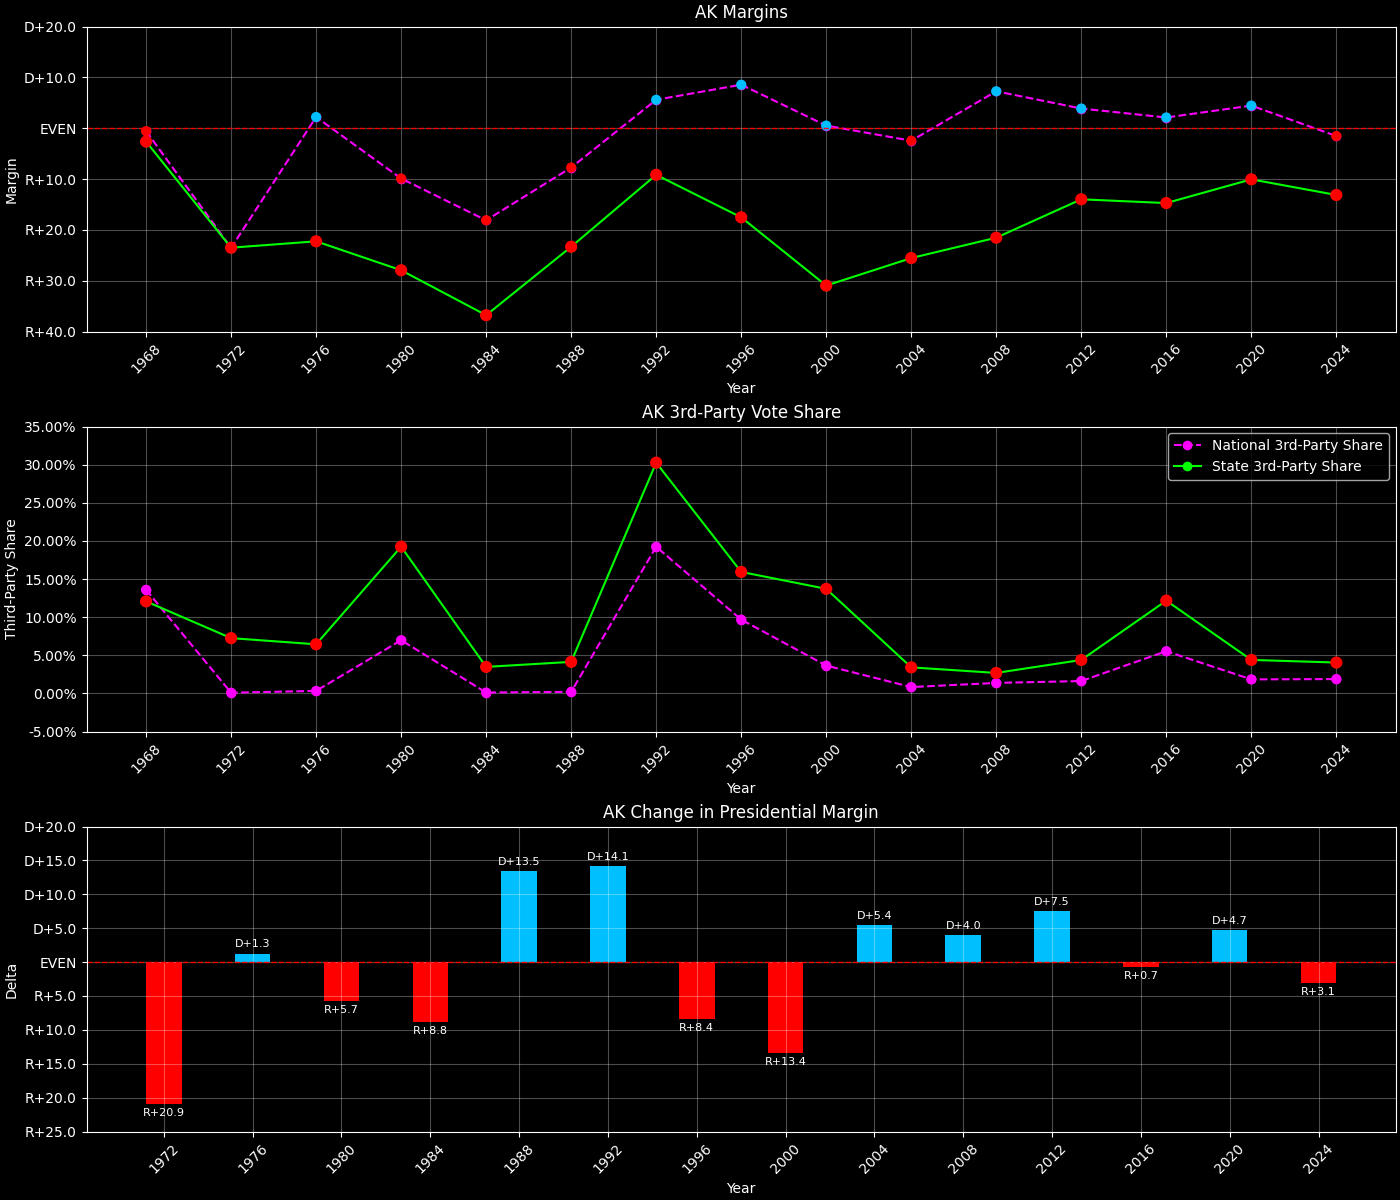 AK Margins
D+20.0
D+10.0
EVEN
R+10.0
R+20.0
R+30.0
R+40.0
Margin
1968
1972
1976
1980
1984
1988
1992
1996
2000
2004
2008
2012
2016
2020
2024
Year
AK 3rd-Party Vote Share
35.00%
30.00%
25.00%
20.00%
15.00%
10.00%
5.00%
0.00%
-5.00%
Third-Party Share
National 3rd-Party Share
State 3rd-Party Share
1968
1972
1976
1980
1984
1988
1992
1996
2000
2004
2008
2012
2016
2020
2024
Year
AK Change in Presidential Margin
D+20.0
D+15.0
D+10.0
D+5.0
EVEN
R+5.0
R+10.0
R+15.0
R+20.0
R+25.0
Delta
R+20.9
D+1.3
R+5.7
R+8.8
D+13.5
D+14.1
R+8.4
R+13.4
D+5.4
D+4.0
D+7.5
R+0.7
D+4.7
R+3.1
1972
1976
1980
1984
1988
1992
1996
2000
2004
2008
2012
2016
2020
2024
Year